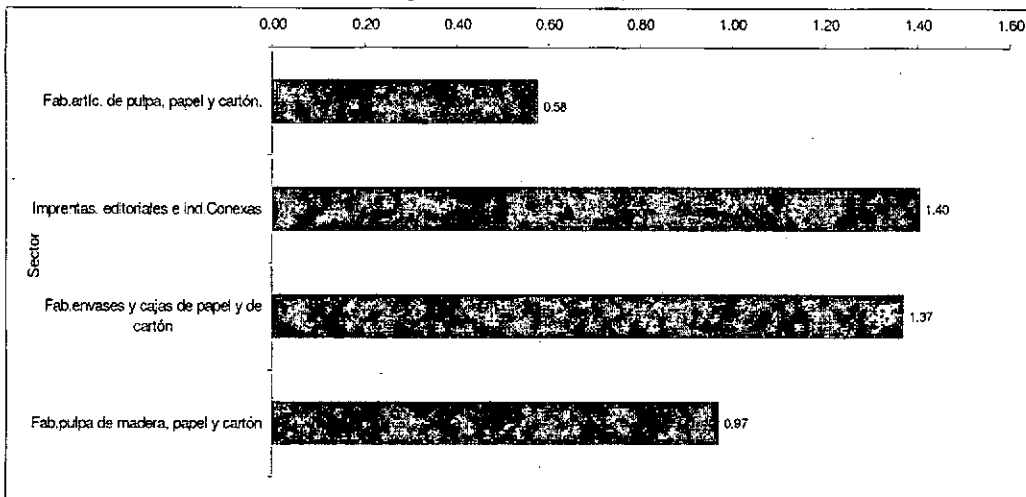 0.00 0.20 0.40 0.60 0.80 1.00 1.20 1.40 1.60
Fab.artíc. de pulpa, papel y cartón.
0.58
Imprentas. editoriales e ind.Conexas
1.40
Sector
Fab.envases y cajas de papel y de
cartón
1.37
Fab.pulpa de madera, papel y cartón
0.97